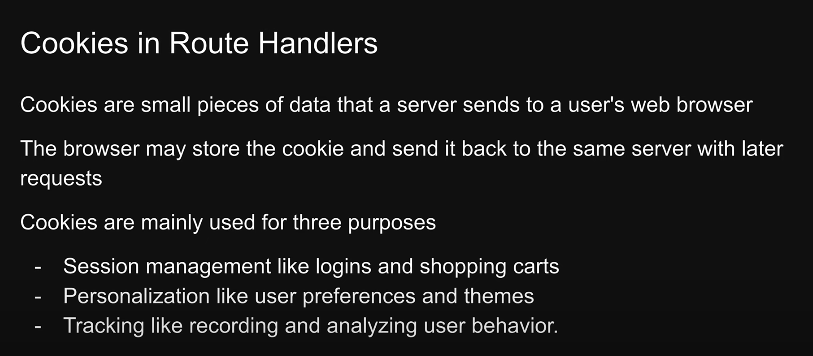 Cookies in Route Handlers
Cookies are small pieces of data that a server sends to a user's web browser
The browser may store the cookie and send it back to the same server with later
requests
Cookies are mainly used for three purposes
- Session management like logins and shopping carts
- Personalization like user preferences and themes
- Tracking like recording and analyzing user behavior.